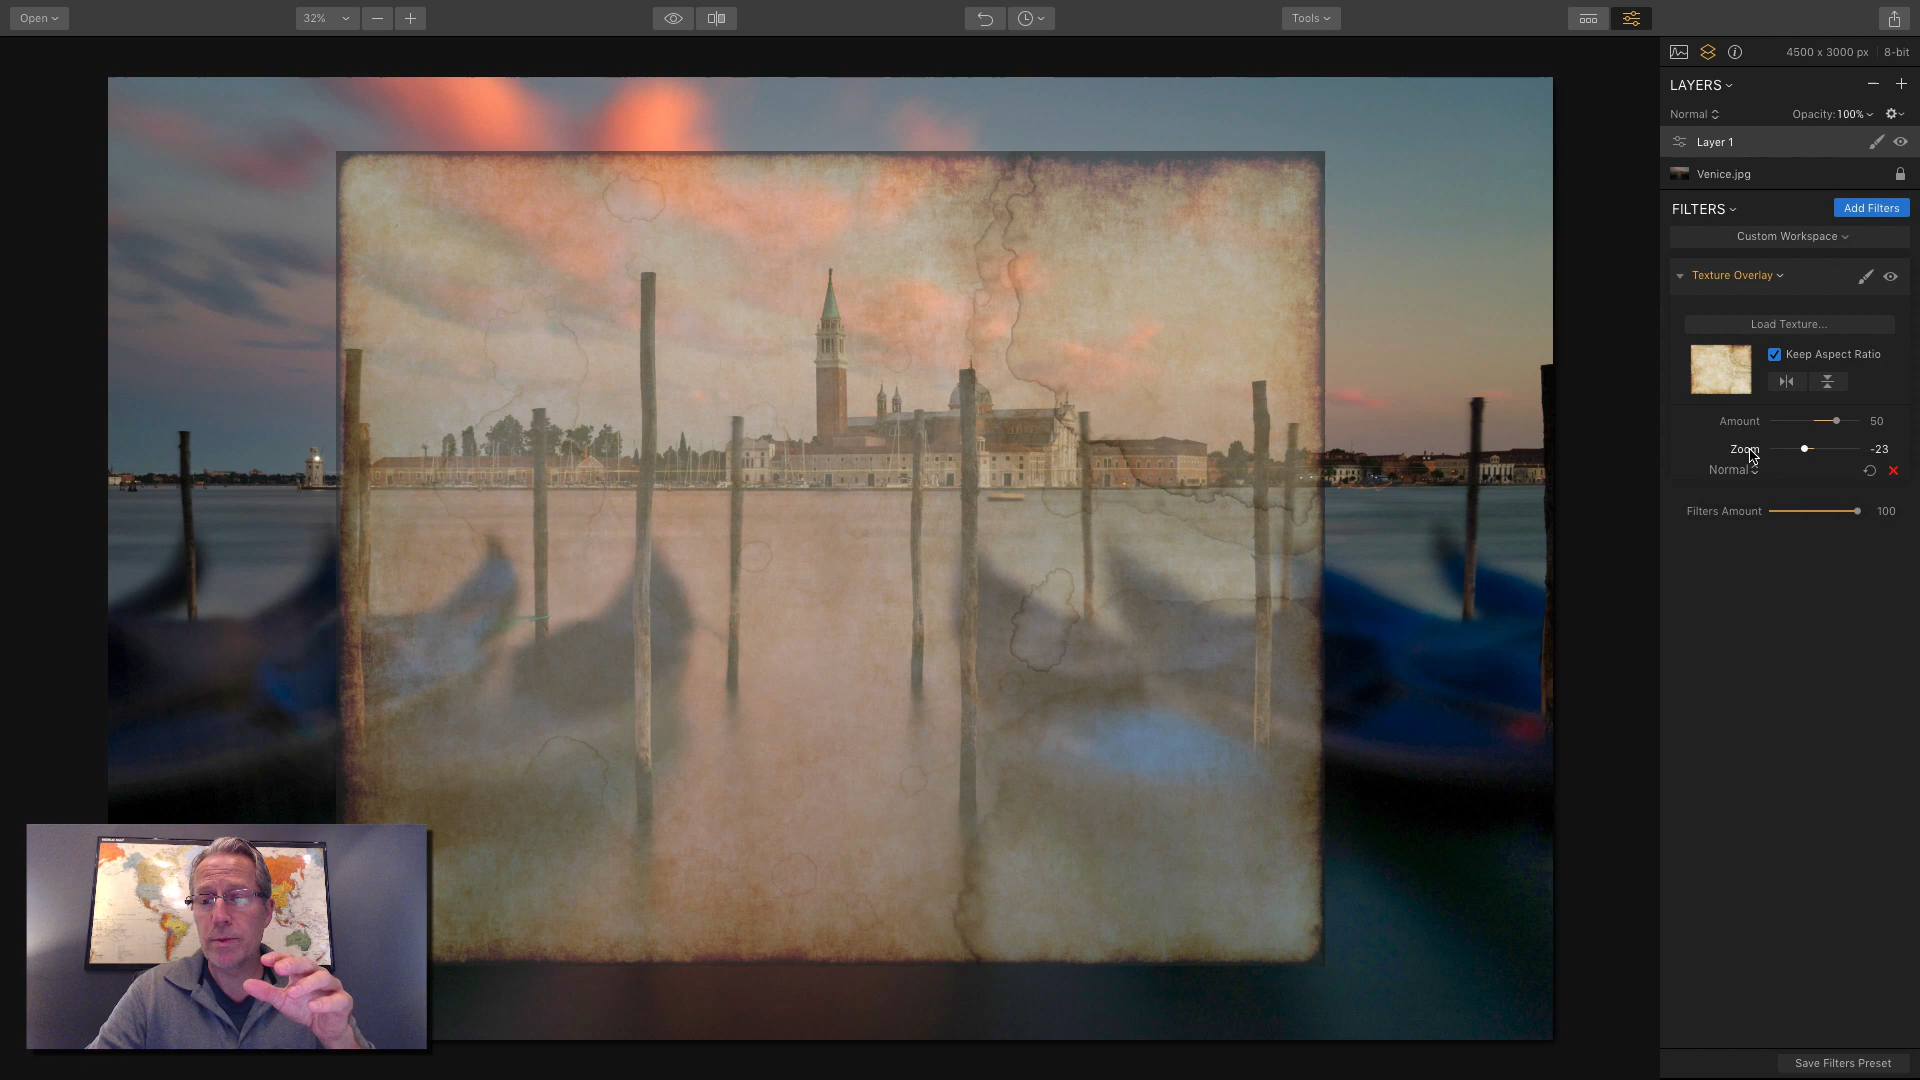 Open
32%
Tools
4500 x 3000 px
8-bit
LAYERS
Normal
Opacity: 100%
Layer 1
Venice.jpg
FILTERS
Add Filters
Custom Workspace
Texture Overlay
Load Texture...
Keep Aspect Ratio
Amount
50
Zoom
-23
Normal
Filters Amount
100
Save Filters Preset